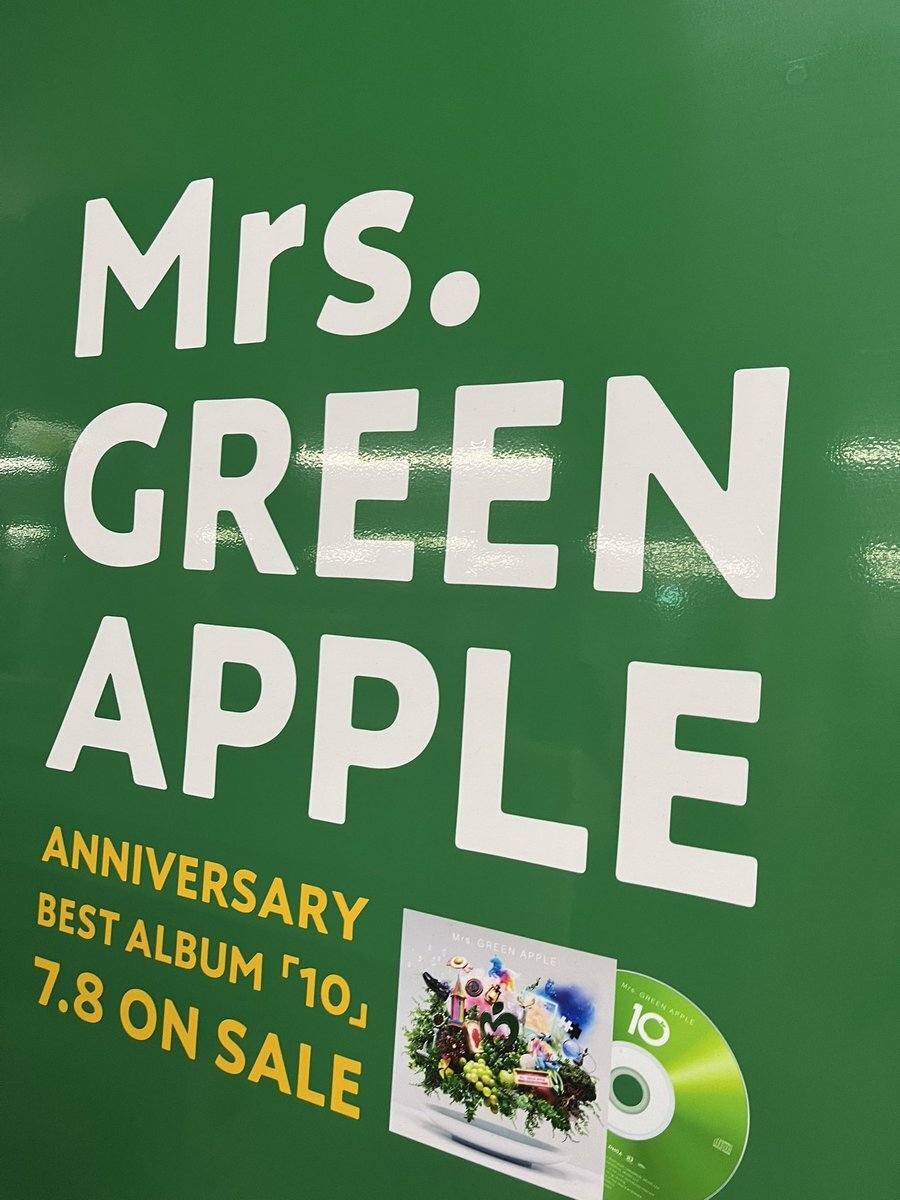 Mrs.
GREEN
APPLE
ANNIVERSARY
BEST ALBUM「10」
7.8 ON SALE
Mrs. GREEN APPLE
Mrs. GREEN APPLE
10